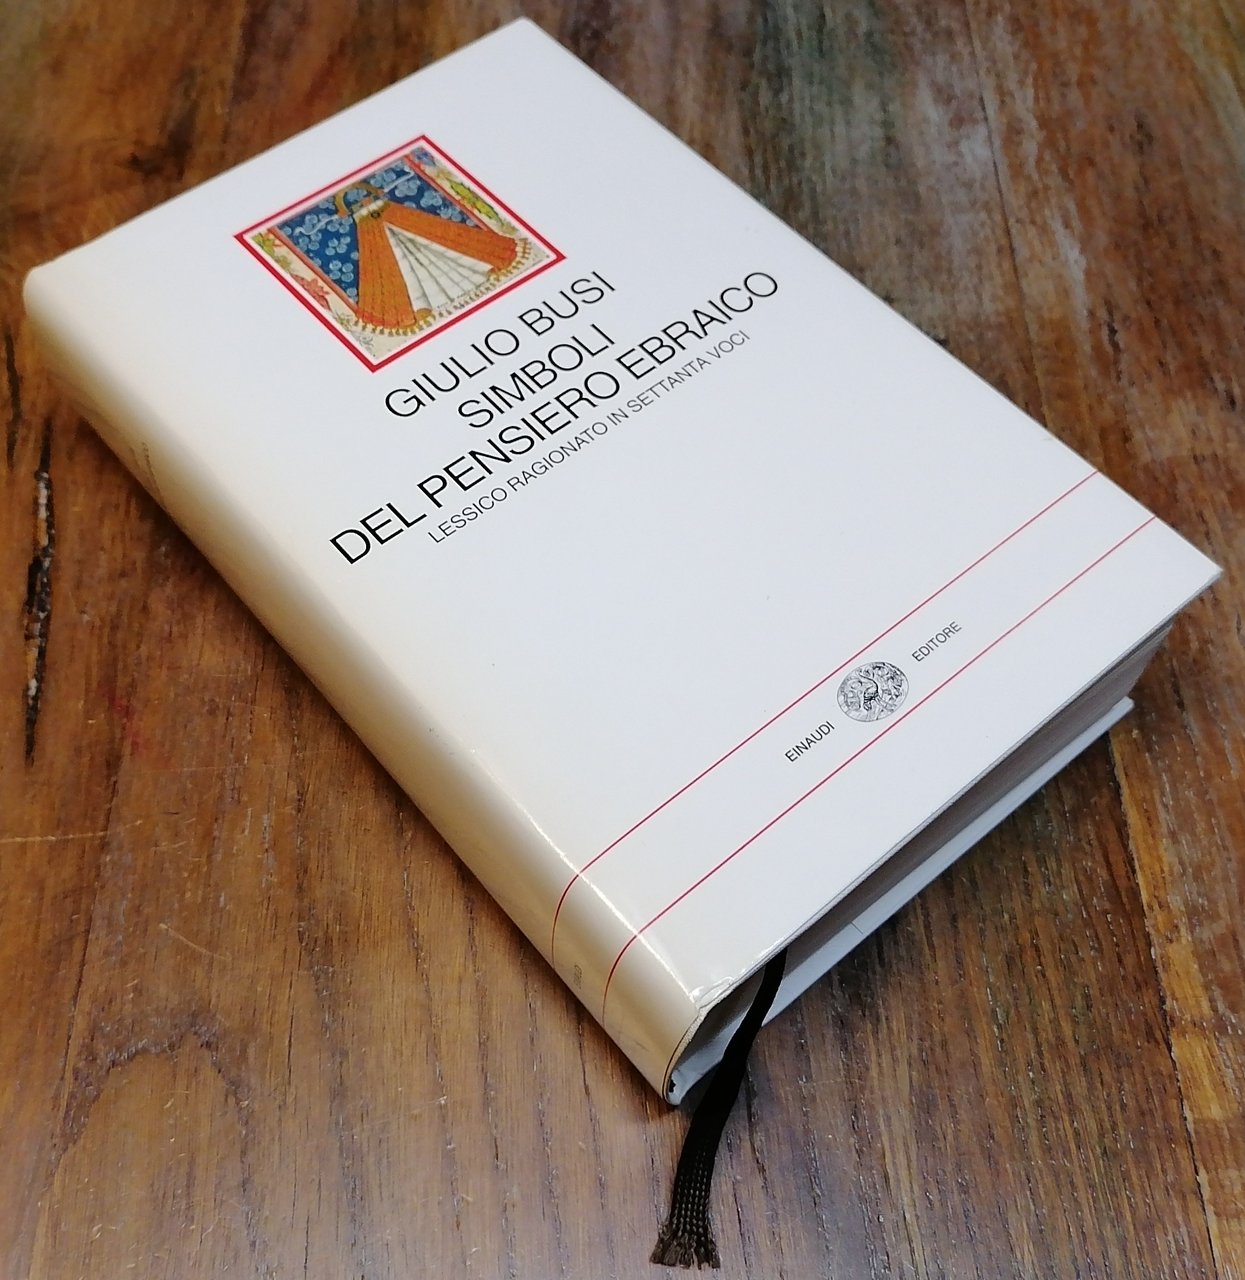 GIULIO BUSI
SIMBOLI
DEL PENSIERO EBRAICO
LESSICO RAGIONATO IN SETTANTA VOCI
EINAUDI
EDITORE